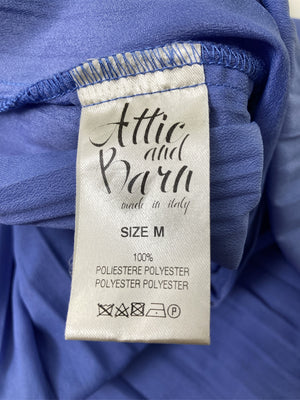 Attic
and
Barn
made in italy
SIZE M
100%
POLIESTERE POLYESTER
POLYESTER POLYESTER
P